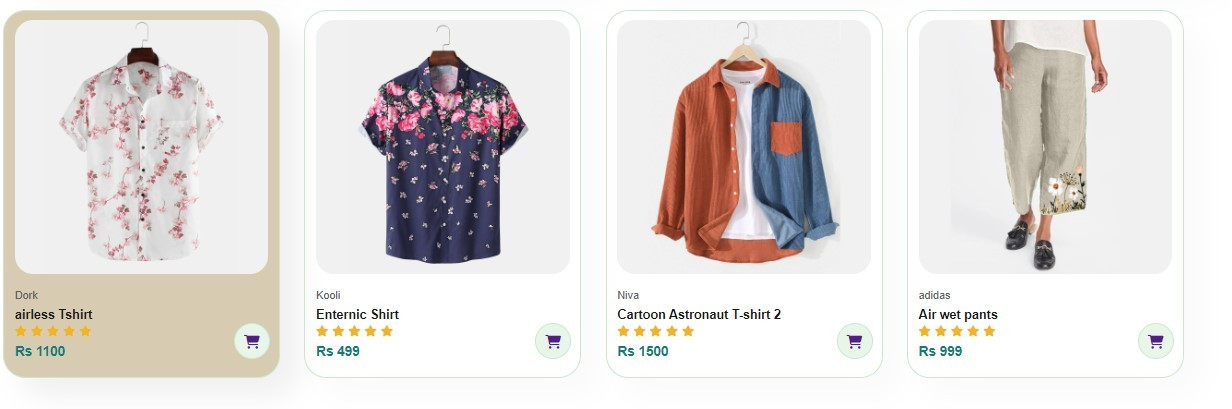 Dork
airless Tshirt
Rs 1100
Kooli
Enternic Shirt
Rs 499
Niva
Cartoon Astronaut T-shirt 2
Rs 1500
adidas
Air wet pants
Rs 999